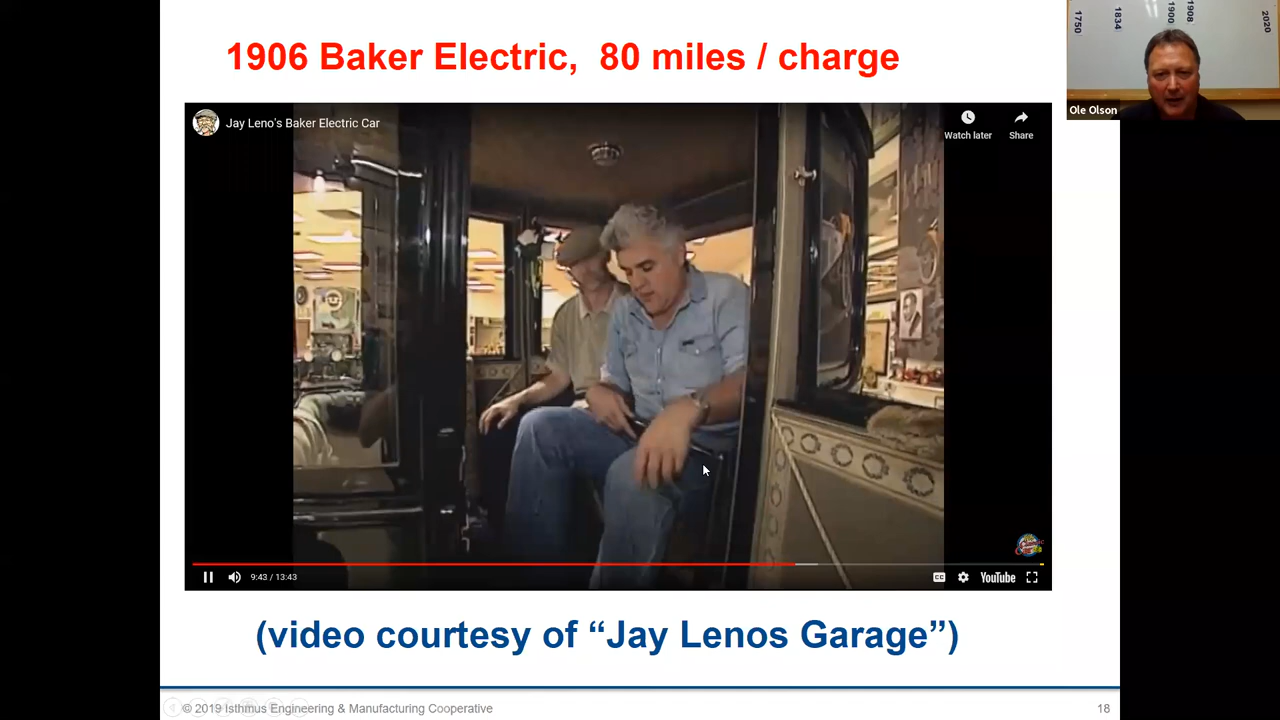 1906 Baker Electric, 80 miles / charge
Jay Leno's Baker Electric Car
Watch later
Share
9:43 / 13:43
CC
YouTube
(video courtesy of “Jay Lenos Garage”)
© 2019 Isthmus Engineering & Manufacturing Cooperative
18
1750
1834
1900
1908
2020
Ole Olson